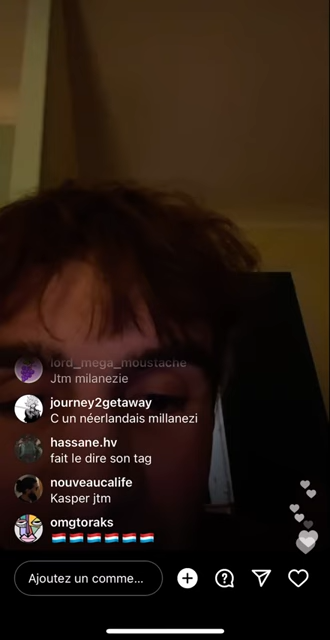 lord_mega_moustache
Jtm milanezie
journey2getaway
C un néerlandais millanezi
hassane.hv
fait le dire son tag
nouveaucalife
Kasper jtm
omgtoraks
🇱🇺🇱🇺🇱🇺🇱🇺🇱🇺🇱🇺
Ajoutez un comme...